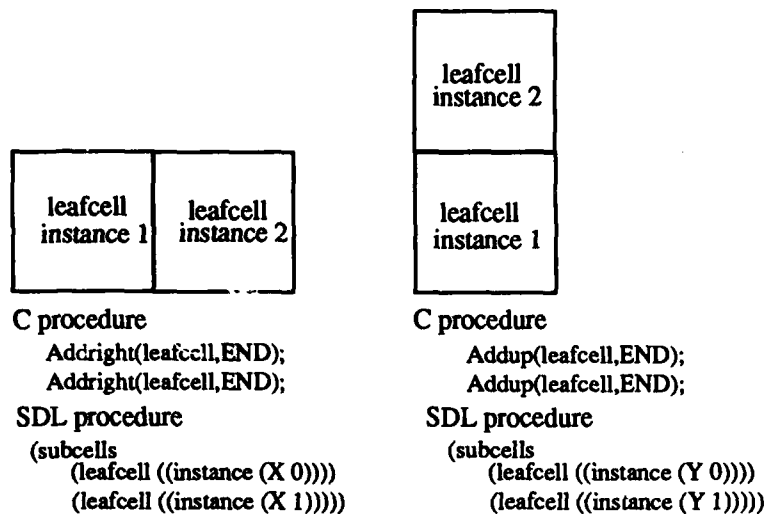 leafcell
instance 1
leafcell
instance 2
C procedure
Addright(leafcell,END);
Addright(leafcell,END);
SDL procedure
(subcells
(leafcell ((instance (X 0))))
(leafcell ((instance (X 1)))))
leafcell
instance 2
leafcell
instance 1
C procedure
Addup(leafcell,END);
Addup(leafcell,END);
SDL procedure
(subcells
(leafcell ((instance (Y 0))))
(leafcell ((instance (Y 1)))))